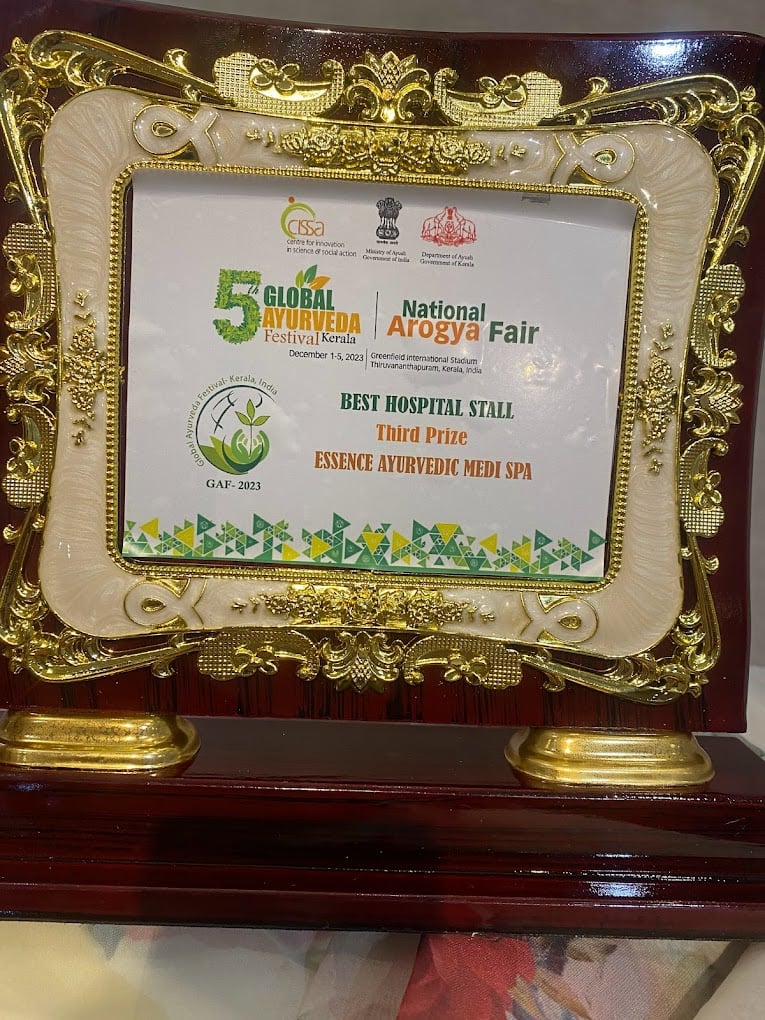 cissa
centre for innovation
in science & social action
Ministry of Ayush
Government of India
Department of Ayush
Government of Kerala
5th GLOBAL
AYURVEDA
Festival Kerala
National
Arogya Fair
December 1-5, 2023
Greenfield International Stadium
Thiruvananthapuram, Kerala, India
Global Ayurveda Festival- Kerala, India
GAF- 2023
BEST HOSPITAL STALL
Third Prize
ESSENCE AYURVEDIC MEDI SPA